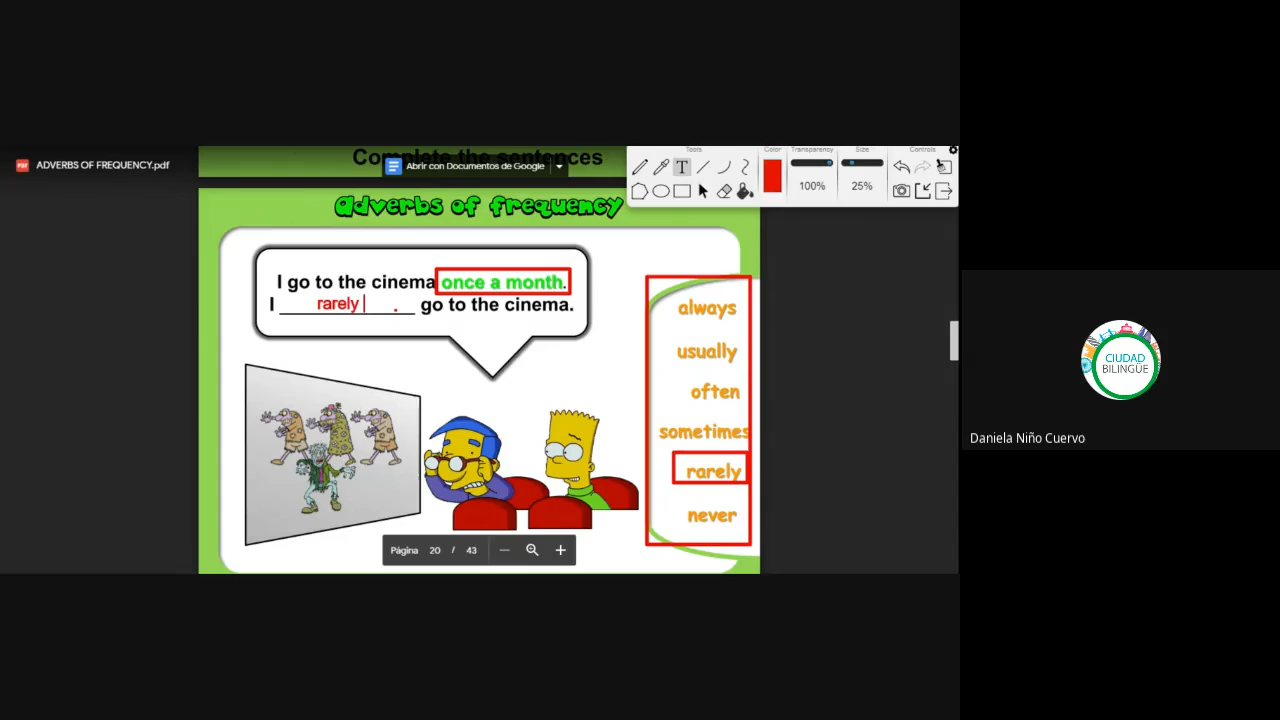 Complete the sentences
ADVERBS OF FREQUENCY.pdf
Abrir con Documentos de Google
Tools
Color
Transparency
Size
Controls
100%
25%
adverbs of frequency
I go to the cinema once a month.
I rarely . go to the cinema.
always
usually
often
sometimes
rarely
never
CIUDAD
BILINGÜE
Daniela Niño Cuervo
Página 20 / 43